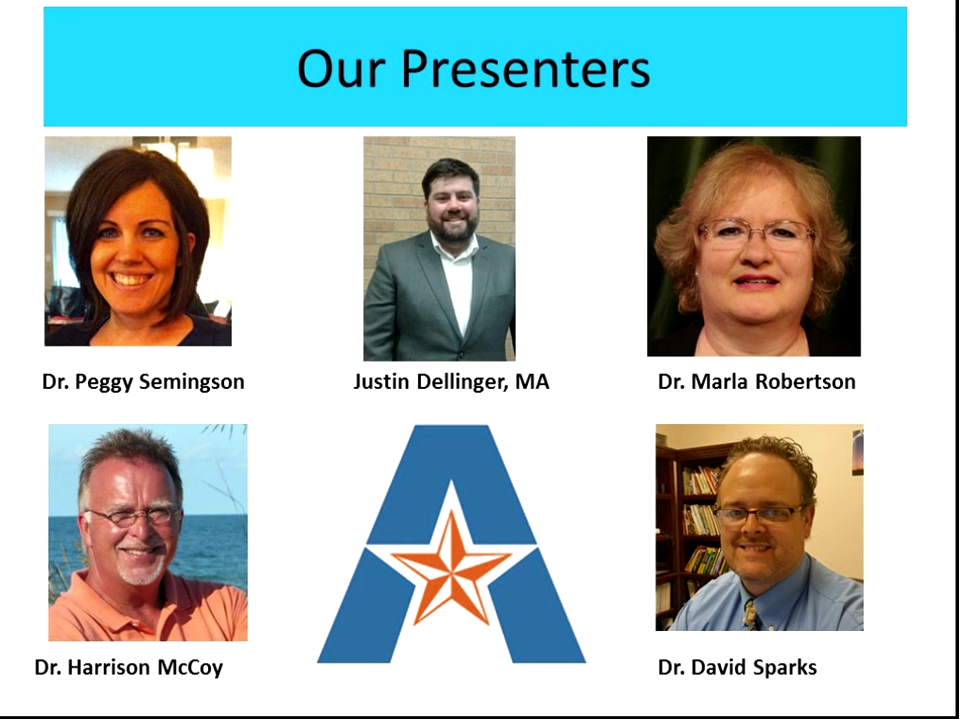 Our Presenters
Dr. Peggy Semingson
Justin Dellinger, MA
Dr. Marla Robertson
Dr. Harrison McCoy
Dr. David Sparks